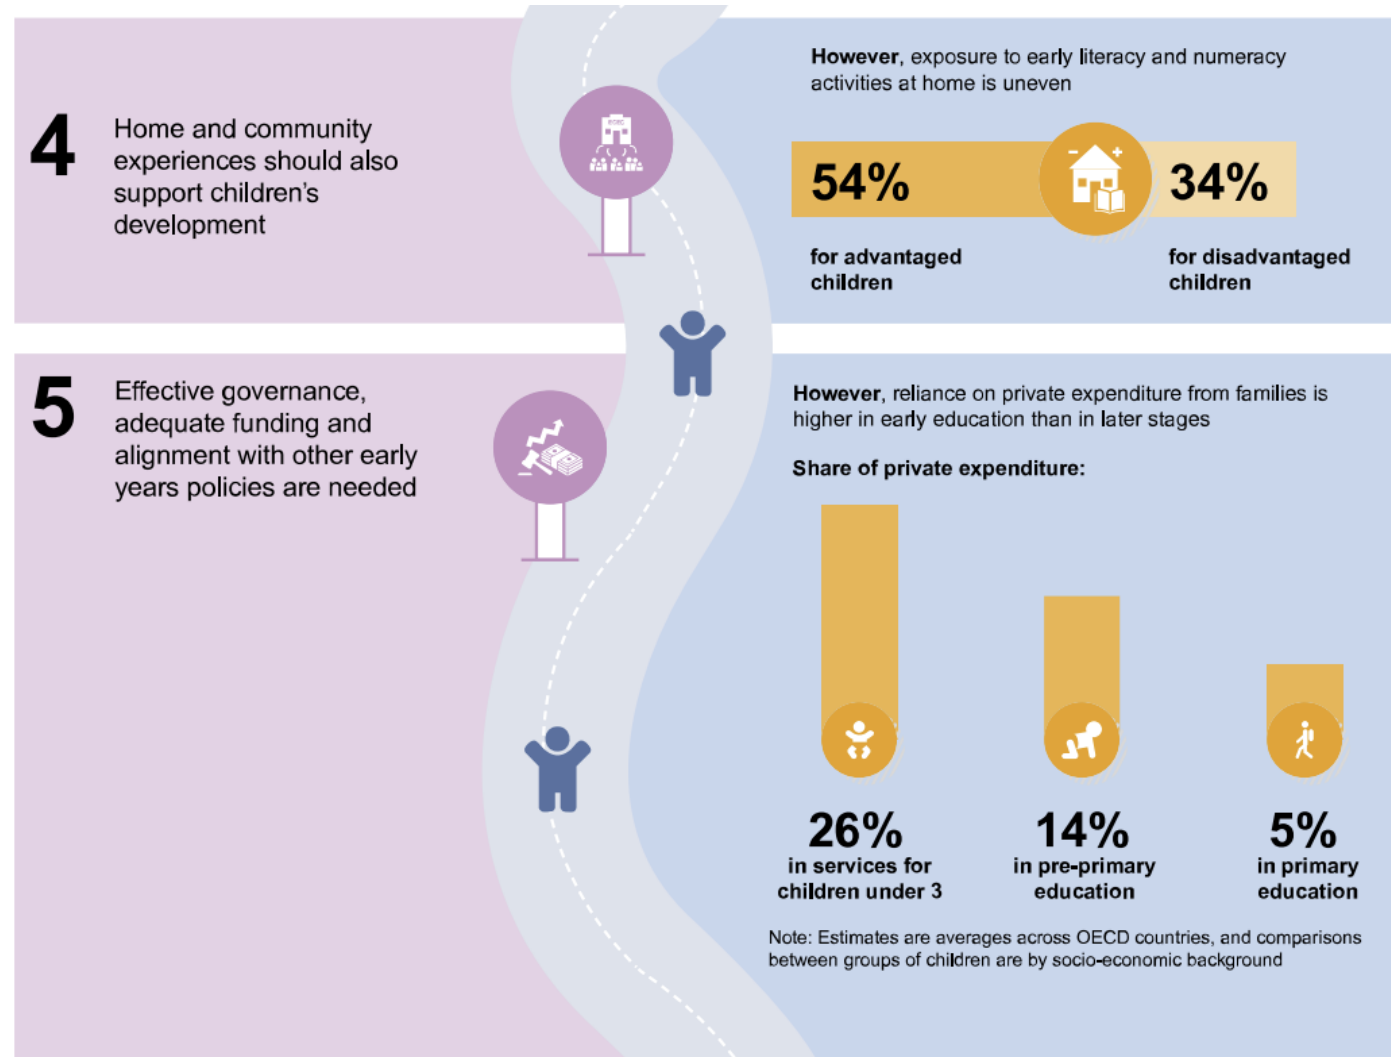 4
Home and community
experiences should also
support children's
development
However, exposure to early literacy and numeracy
activities at home is uneven
54%
for advantaged
children
34%
for disadvantaged
children
5
Effective governance,
adequate funding and
alignment with other early
years policies are needed
However, reliance on private expenditure from families is
higher in early education than in later stages
Share of private expenditure:
26%
in services for
children under 3
14%
in pre-primary
education
5%
in primary
education
Note: Estimates are averages across OECD countries, and comparisons
between groups of children are by socio-economic background